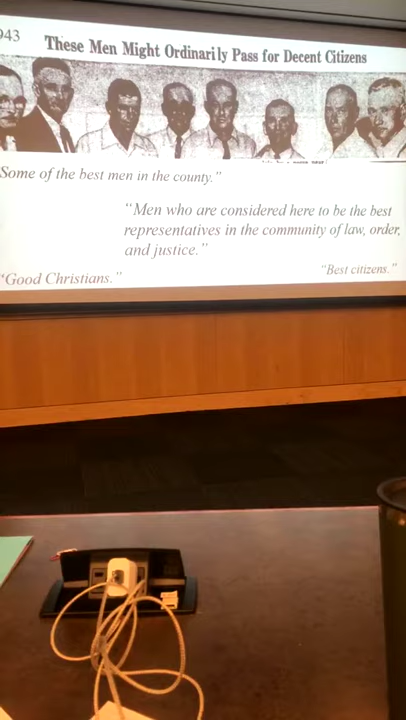 943
These Men Might Ordinarily Pass for Decent Citizens
Some of the best men in the county."
"Men who are considered here to be the best
representatives in the community of law, order,
and justice."
"Good Christians."
"Best citizens."